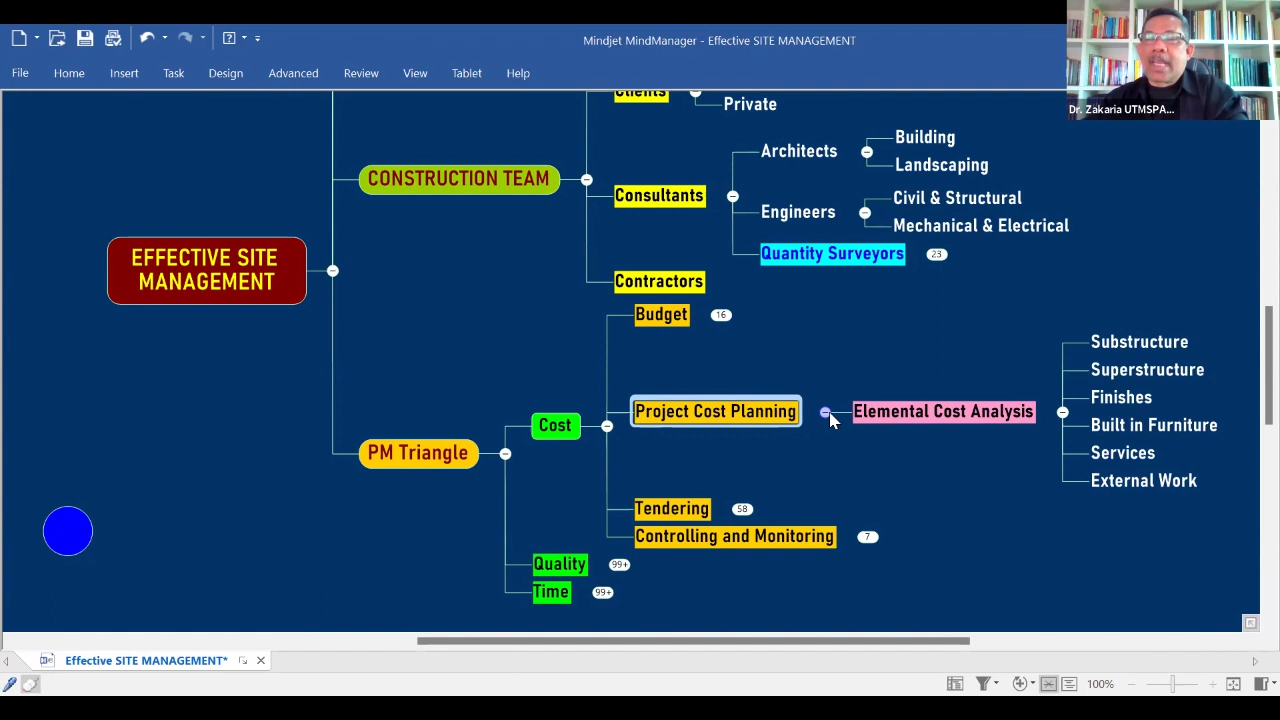 Mindjet MindManager - Effective SITE MANAGEMENT
File Home Insert Task Design Advanced Review View Tablet Help
Dr. Zakaria UTMSPA...
Clients
Private
CONSTRUCTION TEAM
Consultants
Architects
Building
Landscaping
Engineers
Civil & Structural
Mechanical & Electrical
Quantity Surveyors 23
Contractors
EFFECTIVE SITE
MANAGEMENT
PM Triangle
Cost
Budget 16
Project Cost Planning
Elemental Cost Analysis
Substructure
Superstructure
Finishes
Built in Furniture
Services
External Work
Tendering 58
Controlling and Monitoring 7
Quality 99+
Time 99+
Effective SITE MANAGEMENT*
100%